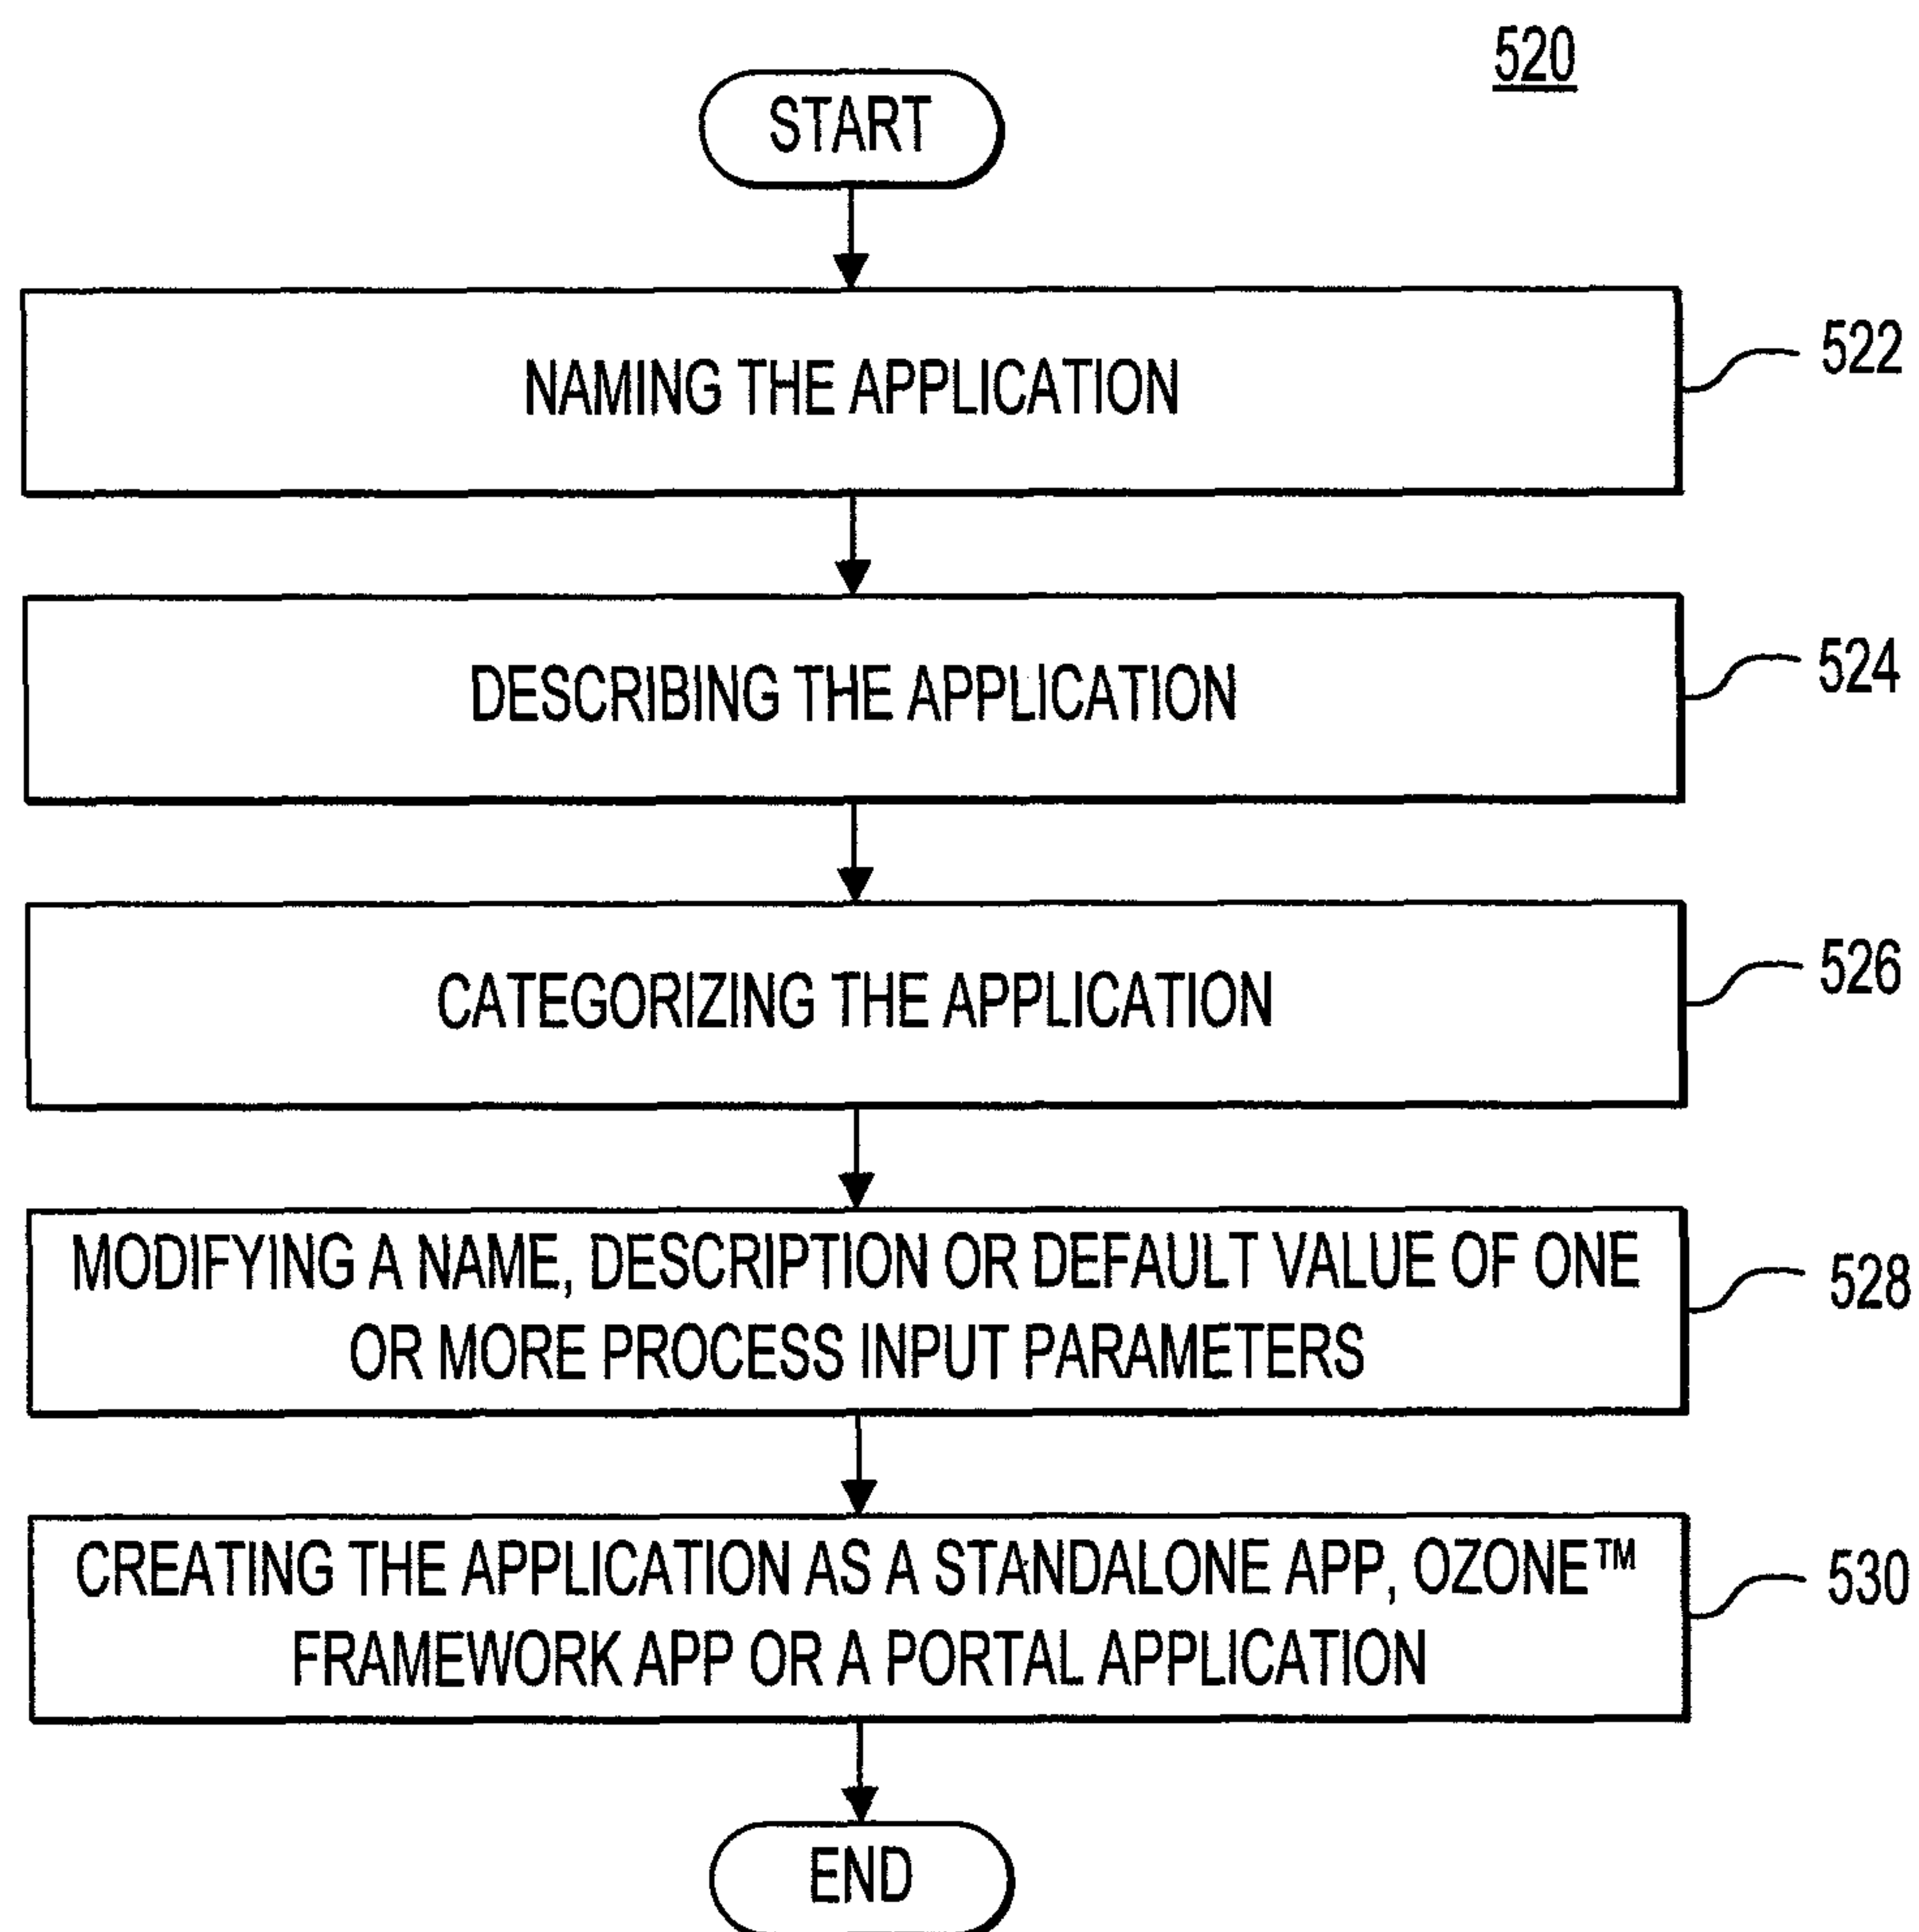 520
START
NAMING THE APPLICATION
522
DESCRIBING THE APPLICATION
524
CATEGORIZING THE APPLICATION
526
MODIFYING A NAME, DESCRIPTION OR DEFAULT VALUE OF ONE
OR MORE PROCESS INPUT PARAMETERS
528
CREATING THE APPLICATION AS A STANDALONE APP, OZONE™
FRAMEWORK APP OR A PORTAL APPLICATION
530
END